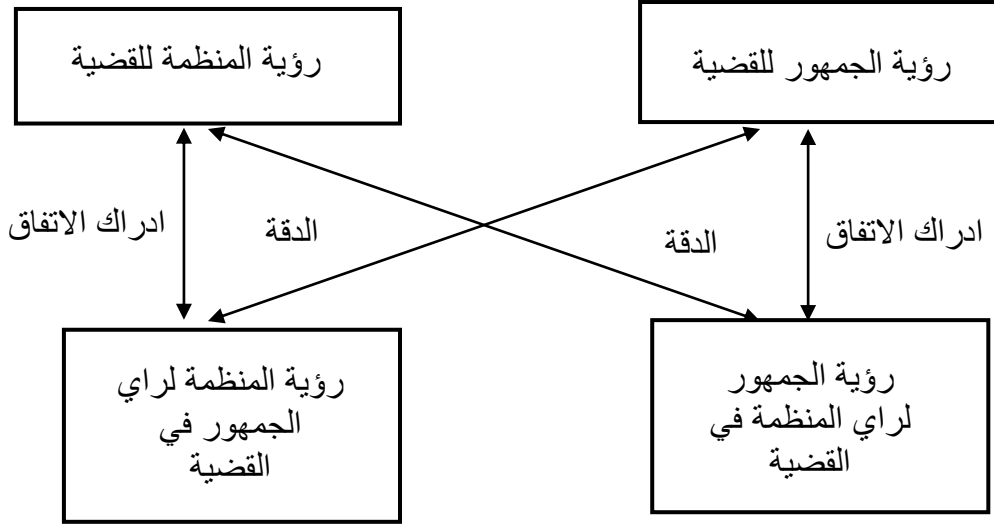 رؤية الجمهور للقضية
رؤية المنظمة للقضية
ادراك الاتفاق
الدقة
الدقة
ادراك الاتفاق
رؤية الجمهور
لراي المنظمة في
القضية
رؤية المنظمة لراي
الجمهور في
القضية